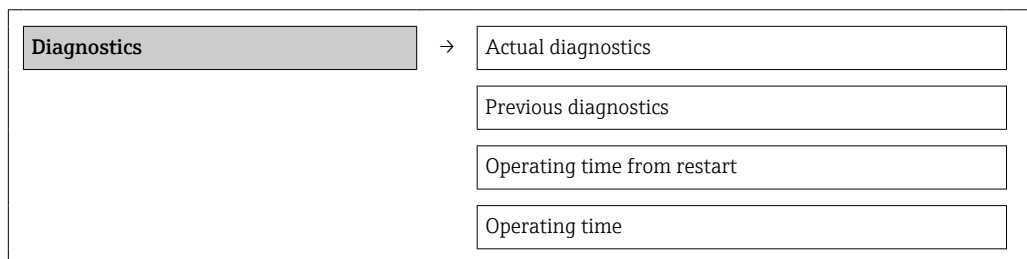 Diagnostics → Actual diagnostics
Previous diagnostics
Operating time from restart
Operating time